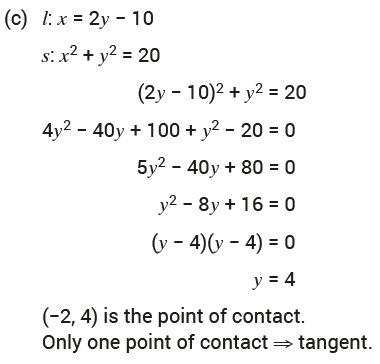 (c) l: x = 2y − 10
s: x² + y² = 20
(2y − 10)² + y² = 20
4y² − 40y + 100 + y² − 20 = 0
5y² − 40y + 80 = 0
y² − 8y + 16 = 0
(y − 4)(y − 4) = 0
y = 4
(−2, 4) is the point of contact.
Only one point of contact ⇒ tangent.